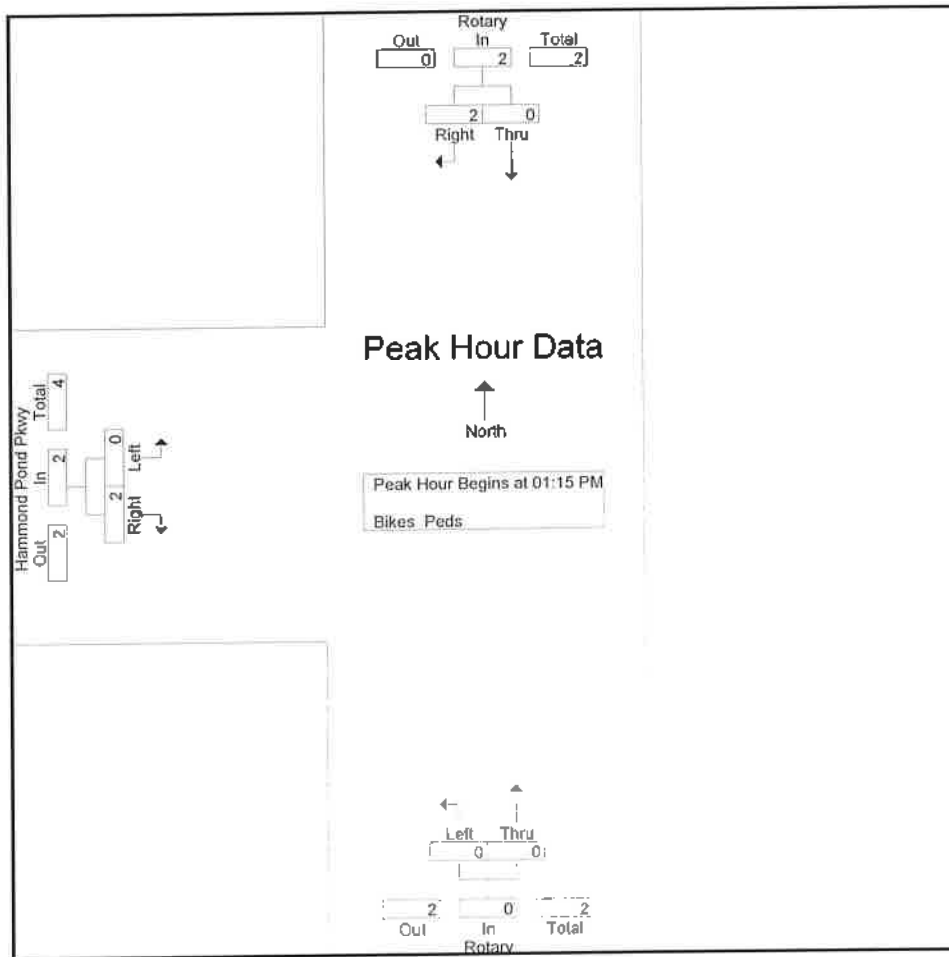 Rotary
Out In Total
0 2 2
2 0
Right Thru
Peak Hour Data
North
Peak Hour Begins at 01:15 PM
Bikes Peds
Hammond Pond Pkwy
Out In Total
2 2 4
2 0
Right Left
Left Thru
0 0
2 0 2
Out In Total
Rotary